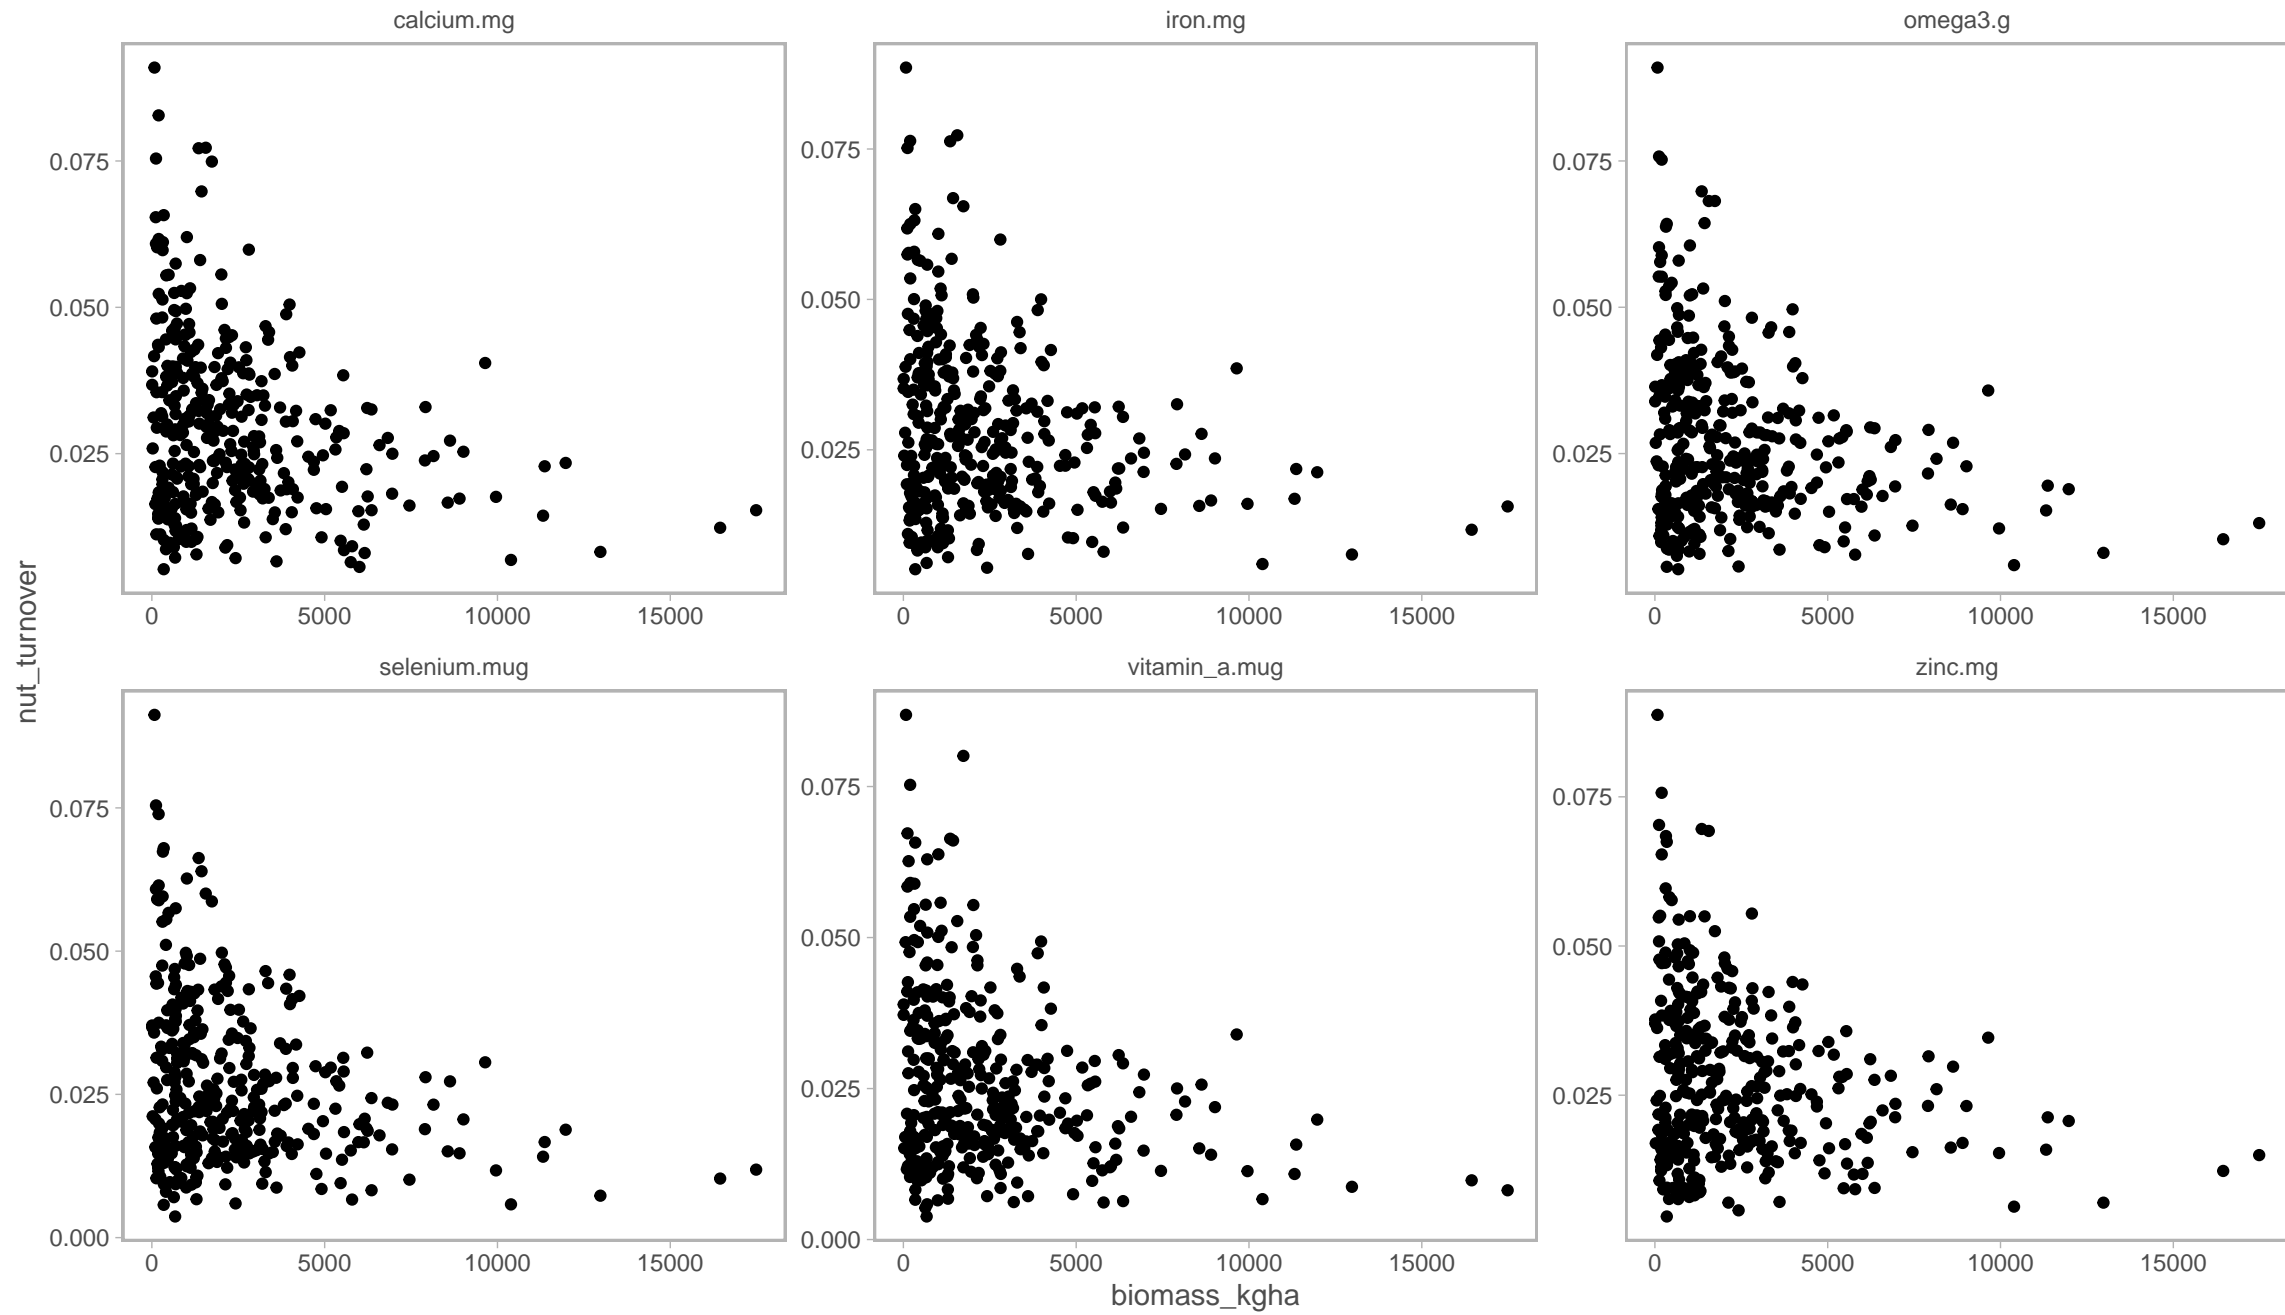 calcium.mg iron.mg omega3.g
0.075 0.075 0.075
0.050 0.050 0.050
0.025 0.025 0.025
0 5000 10000 15000 0 5000 10000 15000 0 5000 10000 15000
nut_turnover
selenium.mug vitamin_a.mug zinc.mg
0.075 0.075 0.075
0.050 0.050 0.050
0.025 0.025 0.025
0.000 0.000
0 5000 10000 15000 0 5000 10000 15000 0 5000 10000 15000
biomass_kgha